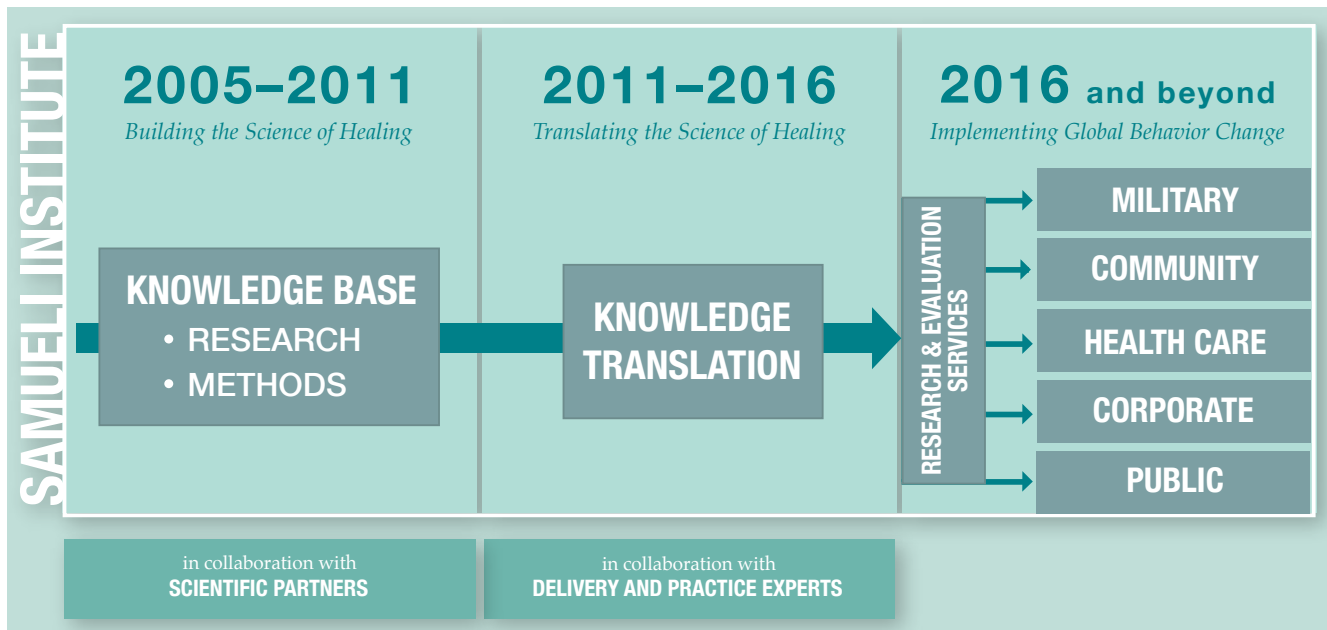 SAMUELI INSTITUTE
2005–2011
Building the Science of Healing
KNOWLEDGE BASE
• RESEARCH
• METHODS
in collaboration with
SCIENTIFIC PARTNERS
2011–2016
Translating the Science of Healing
KNOWLEDGE
TRANSLATION
in collaboration with
DELIVERY AND PRACTICE EXPERTS
2016 and beyond
Implementing Global Behavior Change
RESEARCH & EVALUATION
SERVICES
MILITARY
COMMUNITY
HEALTH CARE
CORPORATE
PUBLIC